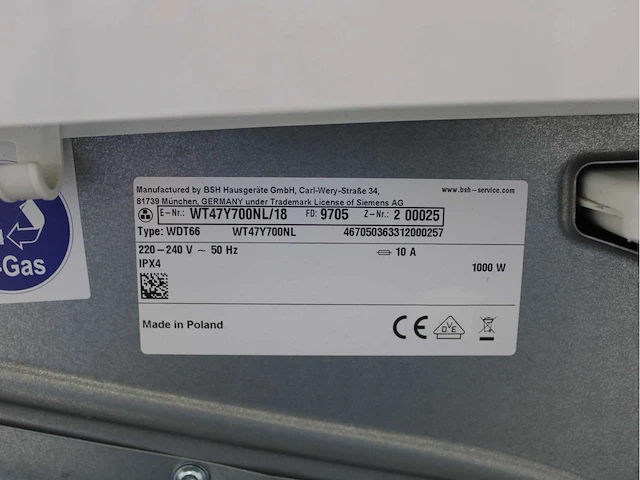 Manufactured by BSH Hausgeräte GmbH, Carl-Wery-Straße 34, www.bsh-service.com
81739 München, GERMANY under Trademark License of Siemens AG
E-Nr.: WT47Y700NL/18 FD: 9705 Z-Nr.: 2 00025
Type: WDT66 WT47Y700NL 467050363312000257
220-240 V ~ 50 Hz 10 A
IPX4 1000 W
Made in Poland CE DVE
-Gas